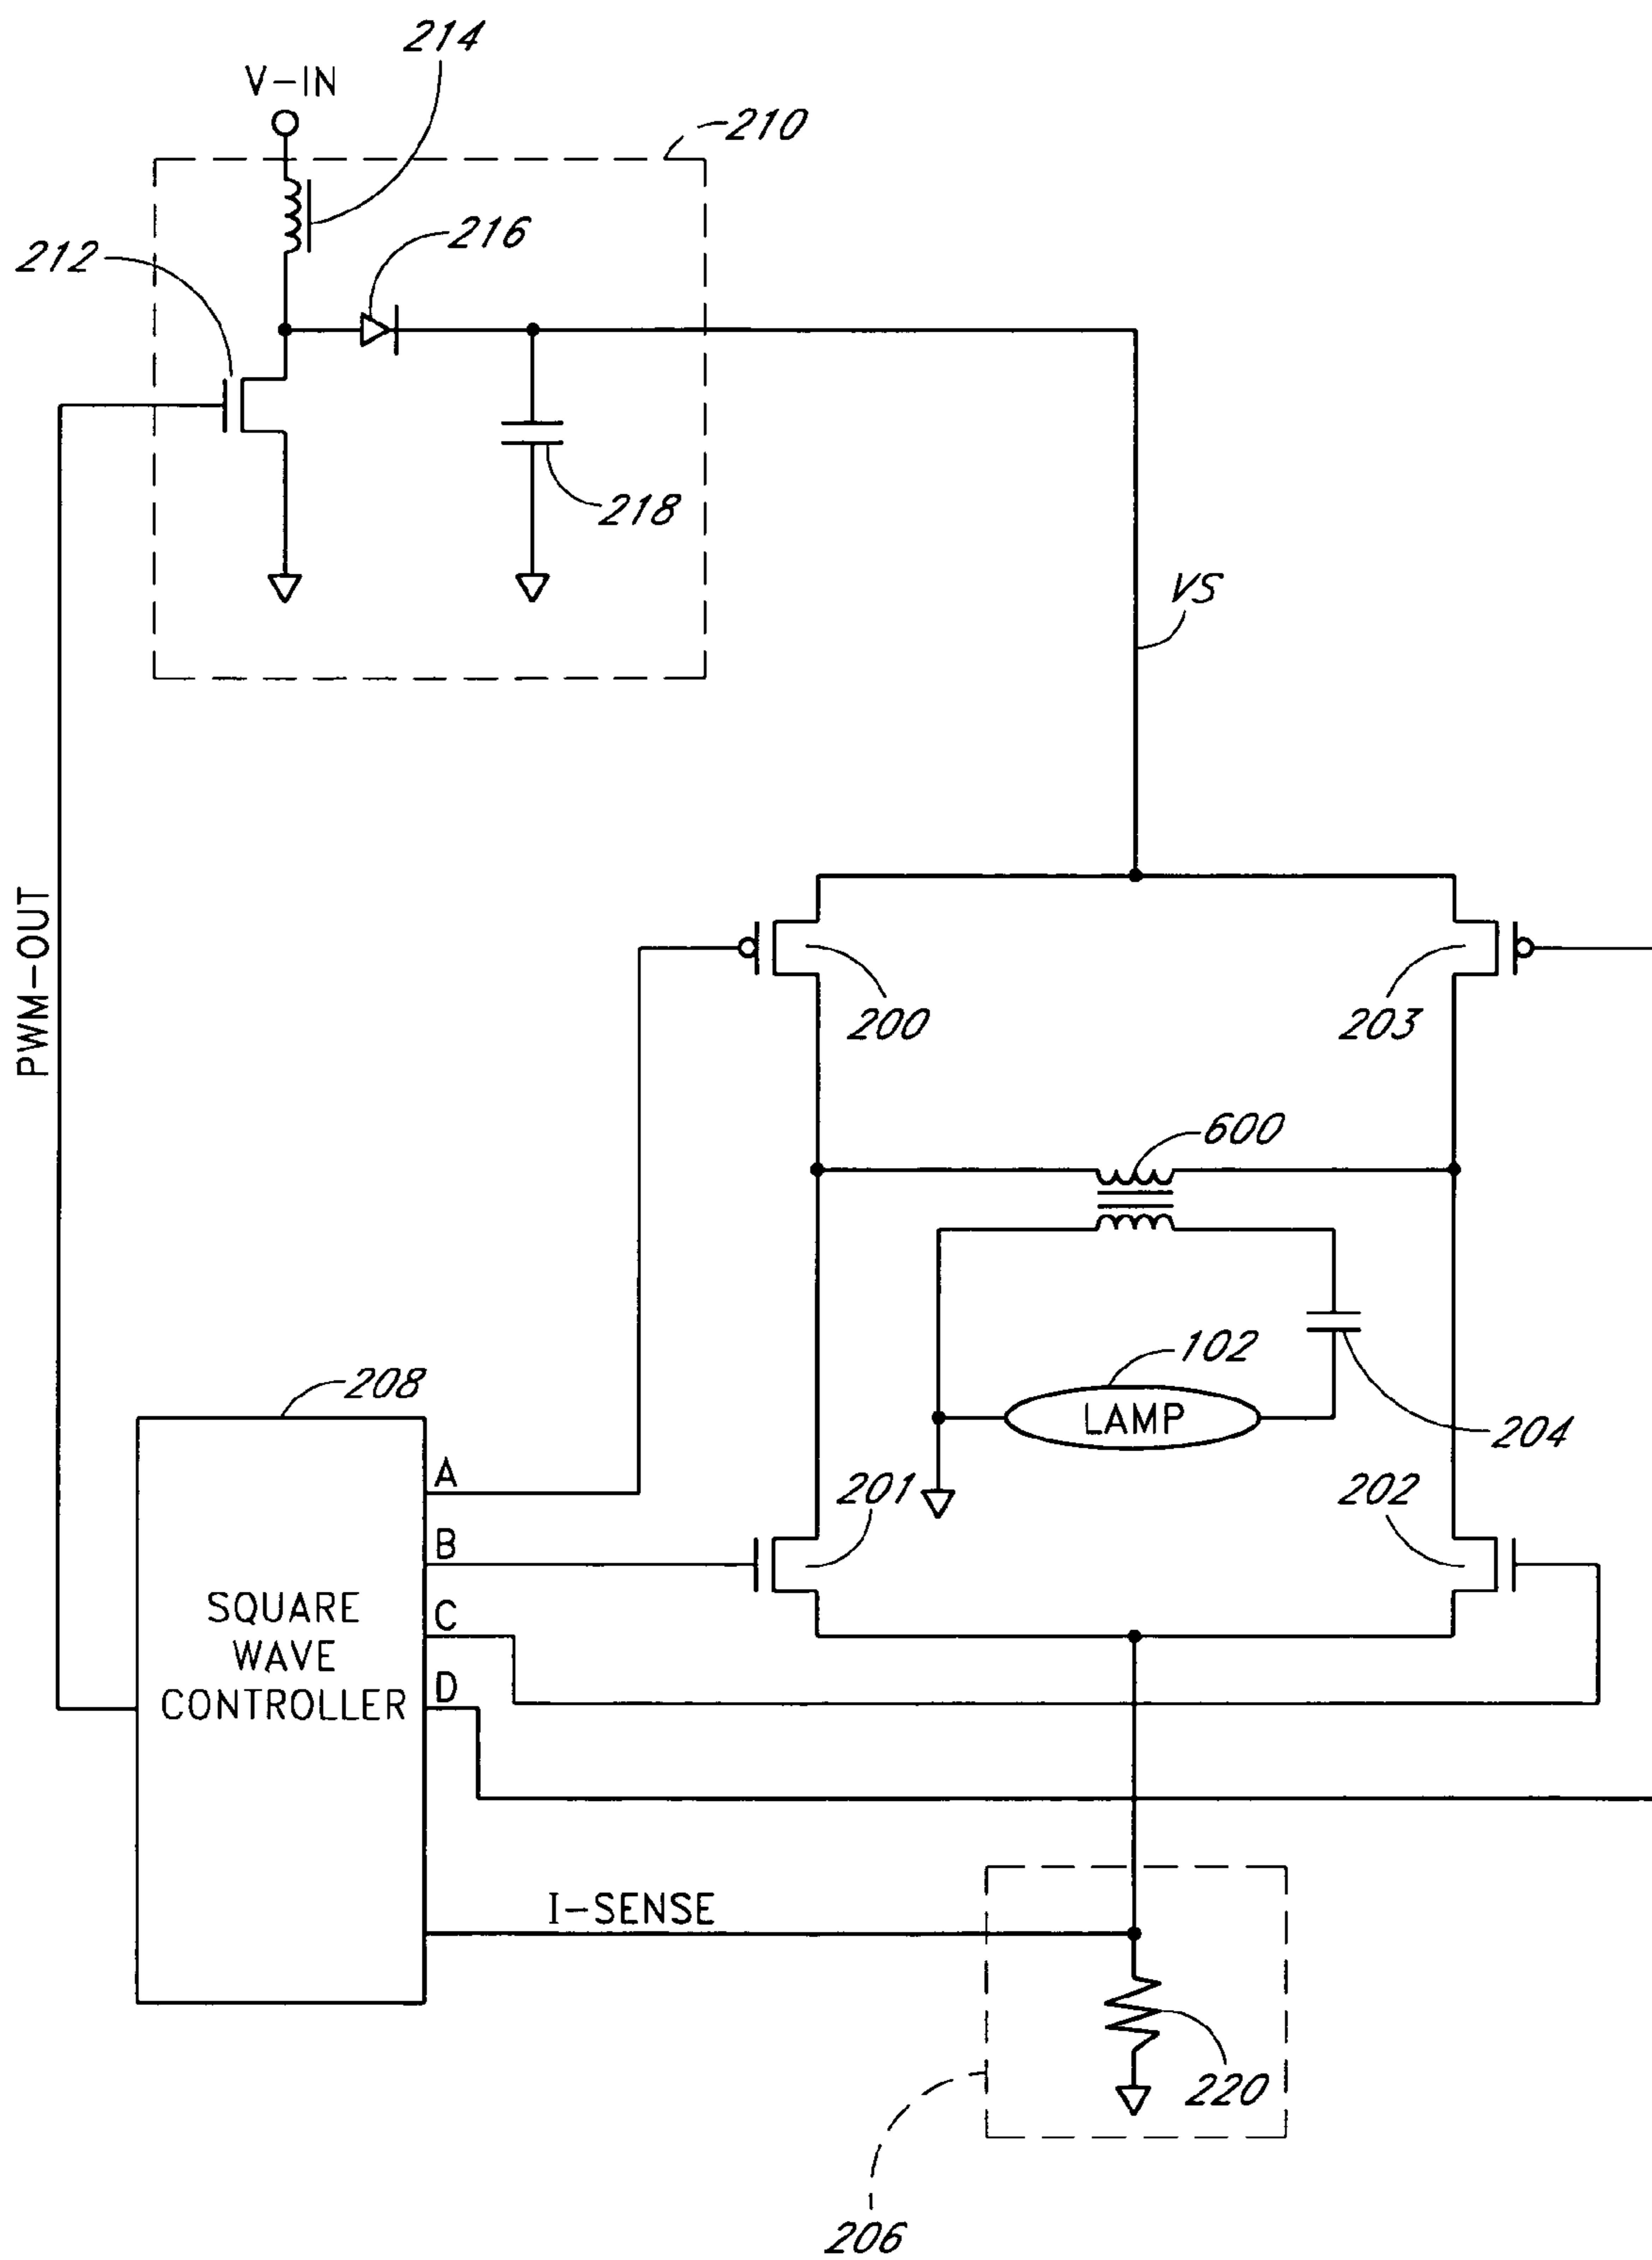 214
V-IN
210
216
212
218
VS
PWM-OUT
200
203
600
102
LAMP
204
208
A
201
202
B
SQUARE
WAVE
CONTROLLER
C
D
I-SENSE
220
206